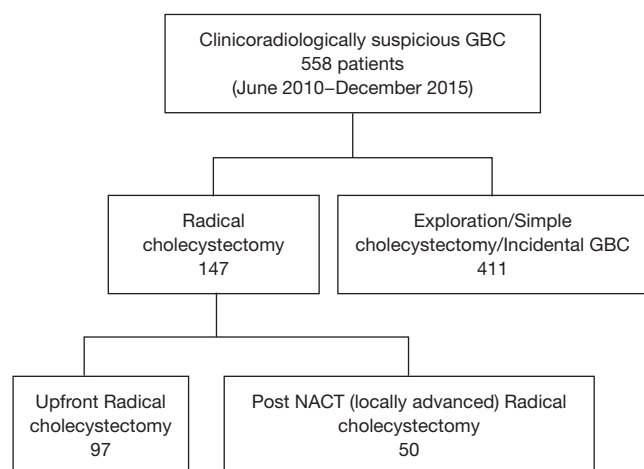 Clinicoradiologically suspicious GBC
558 patients
(June 2010–December 2015)
Radical
cholecystectomy
147
Exploration/Simple
cholecystectomy/Incidental GBC
411
Upfront Radical
cholecystectomy
97
Post NACT (locally advanced) Radical
cholecystectomy
50